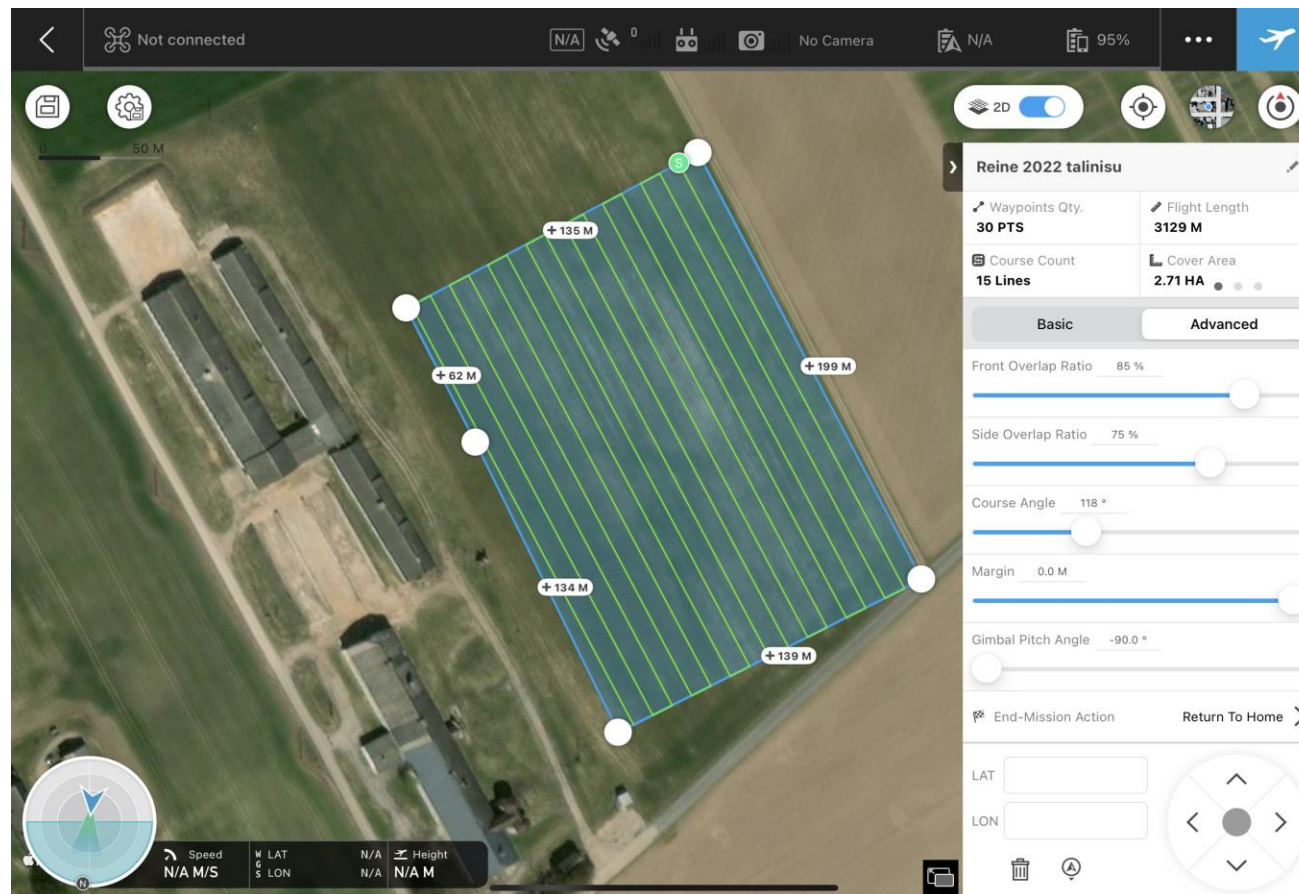 Not connected
N/A
0
No Camera
N/A
95%
2D
0 50 M
Reine 2022 talinisu
Waypoints Qty.
30 PTS
Flight Length
3129 M
Course Count
15 Lines
Cover Area
2.71 HA
Basic
Advanced
Front Overlap Ratio 85 %
Side Overlap Ratio 75 %
Course Angle 118 °
Margin 0.0 M
Gimbal Pitch Angle -90.0 °
End-Mission Action Return To Home
LAT
LON
S
+ 135 M
+ 62 M
+ 199 M
+ 134 M
+ 139 M
N
Speed
N/A M/S
WGS
LAT N/A
LON N/A
Height
N/A M